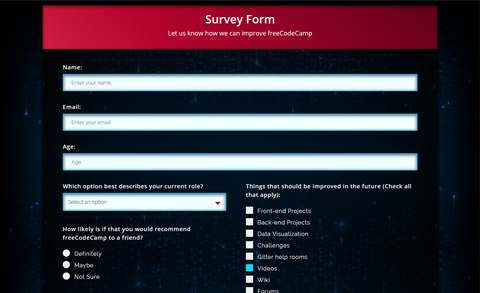 Survey Form
Let us know how we can improve freeCodeCamp
Name:
Enter your name
Email:
Enter your email
Age:
Age
Which option best describes your current role?
Select an option
How likely is if that you would recommend
freeCodeCamp to a friend?
Definitely
Maybe
Not Sure
Things that should be improved in the future (Check all
that apply):
Front-end Projects
Back-end Projects
Data Visualization
Challenges
Gitter help rooms
Videos
Wiki
Forums